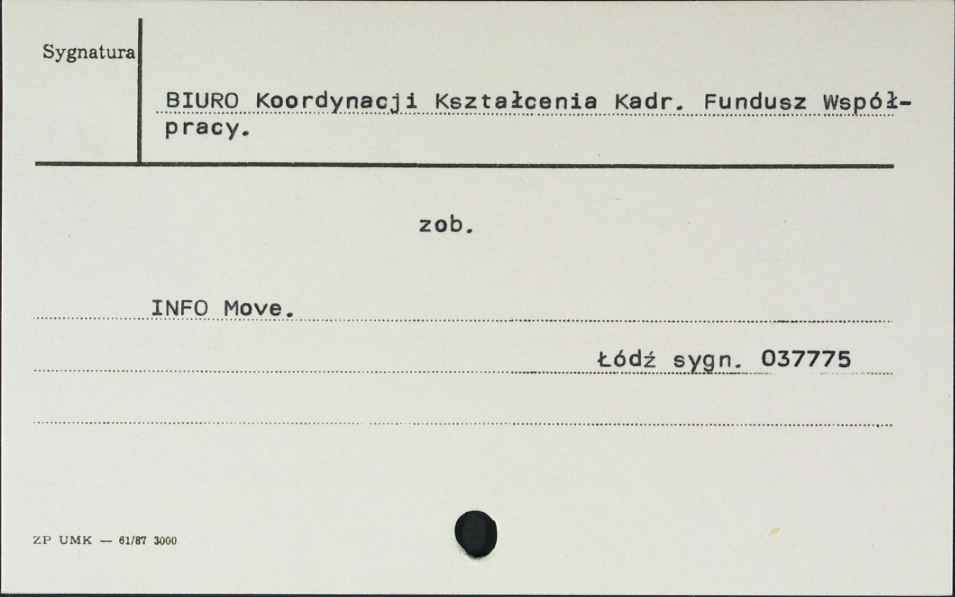 Sygnatura
BIURO Koordynacji Kształcenia Kadr. Fundusz Współ-
pracy.
zob.
INFO Move.
Łódź sygn. 037775
ZP UMK — 61/87 3000